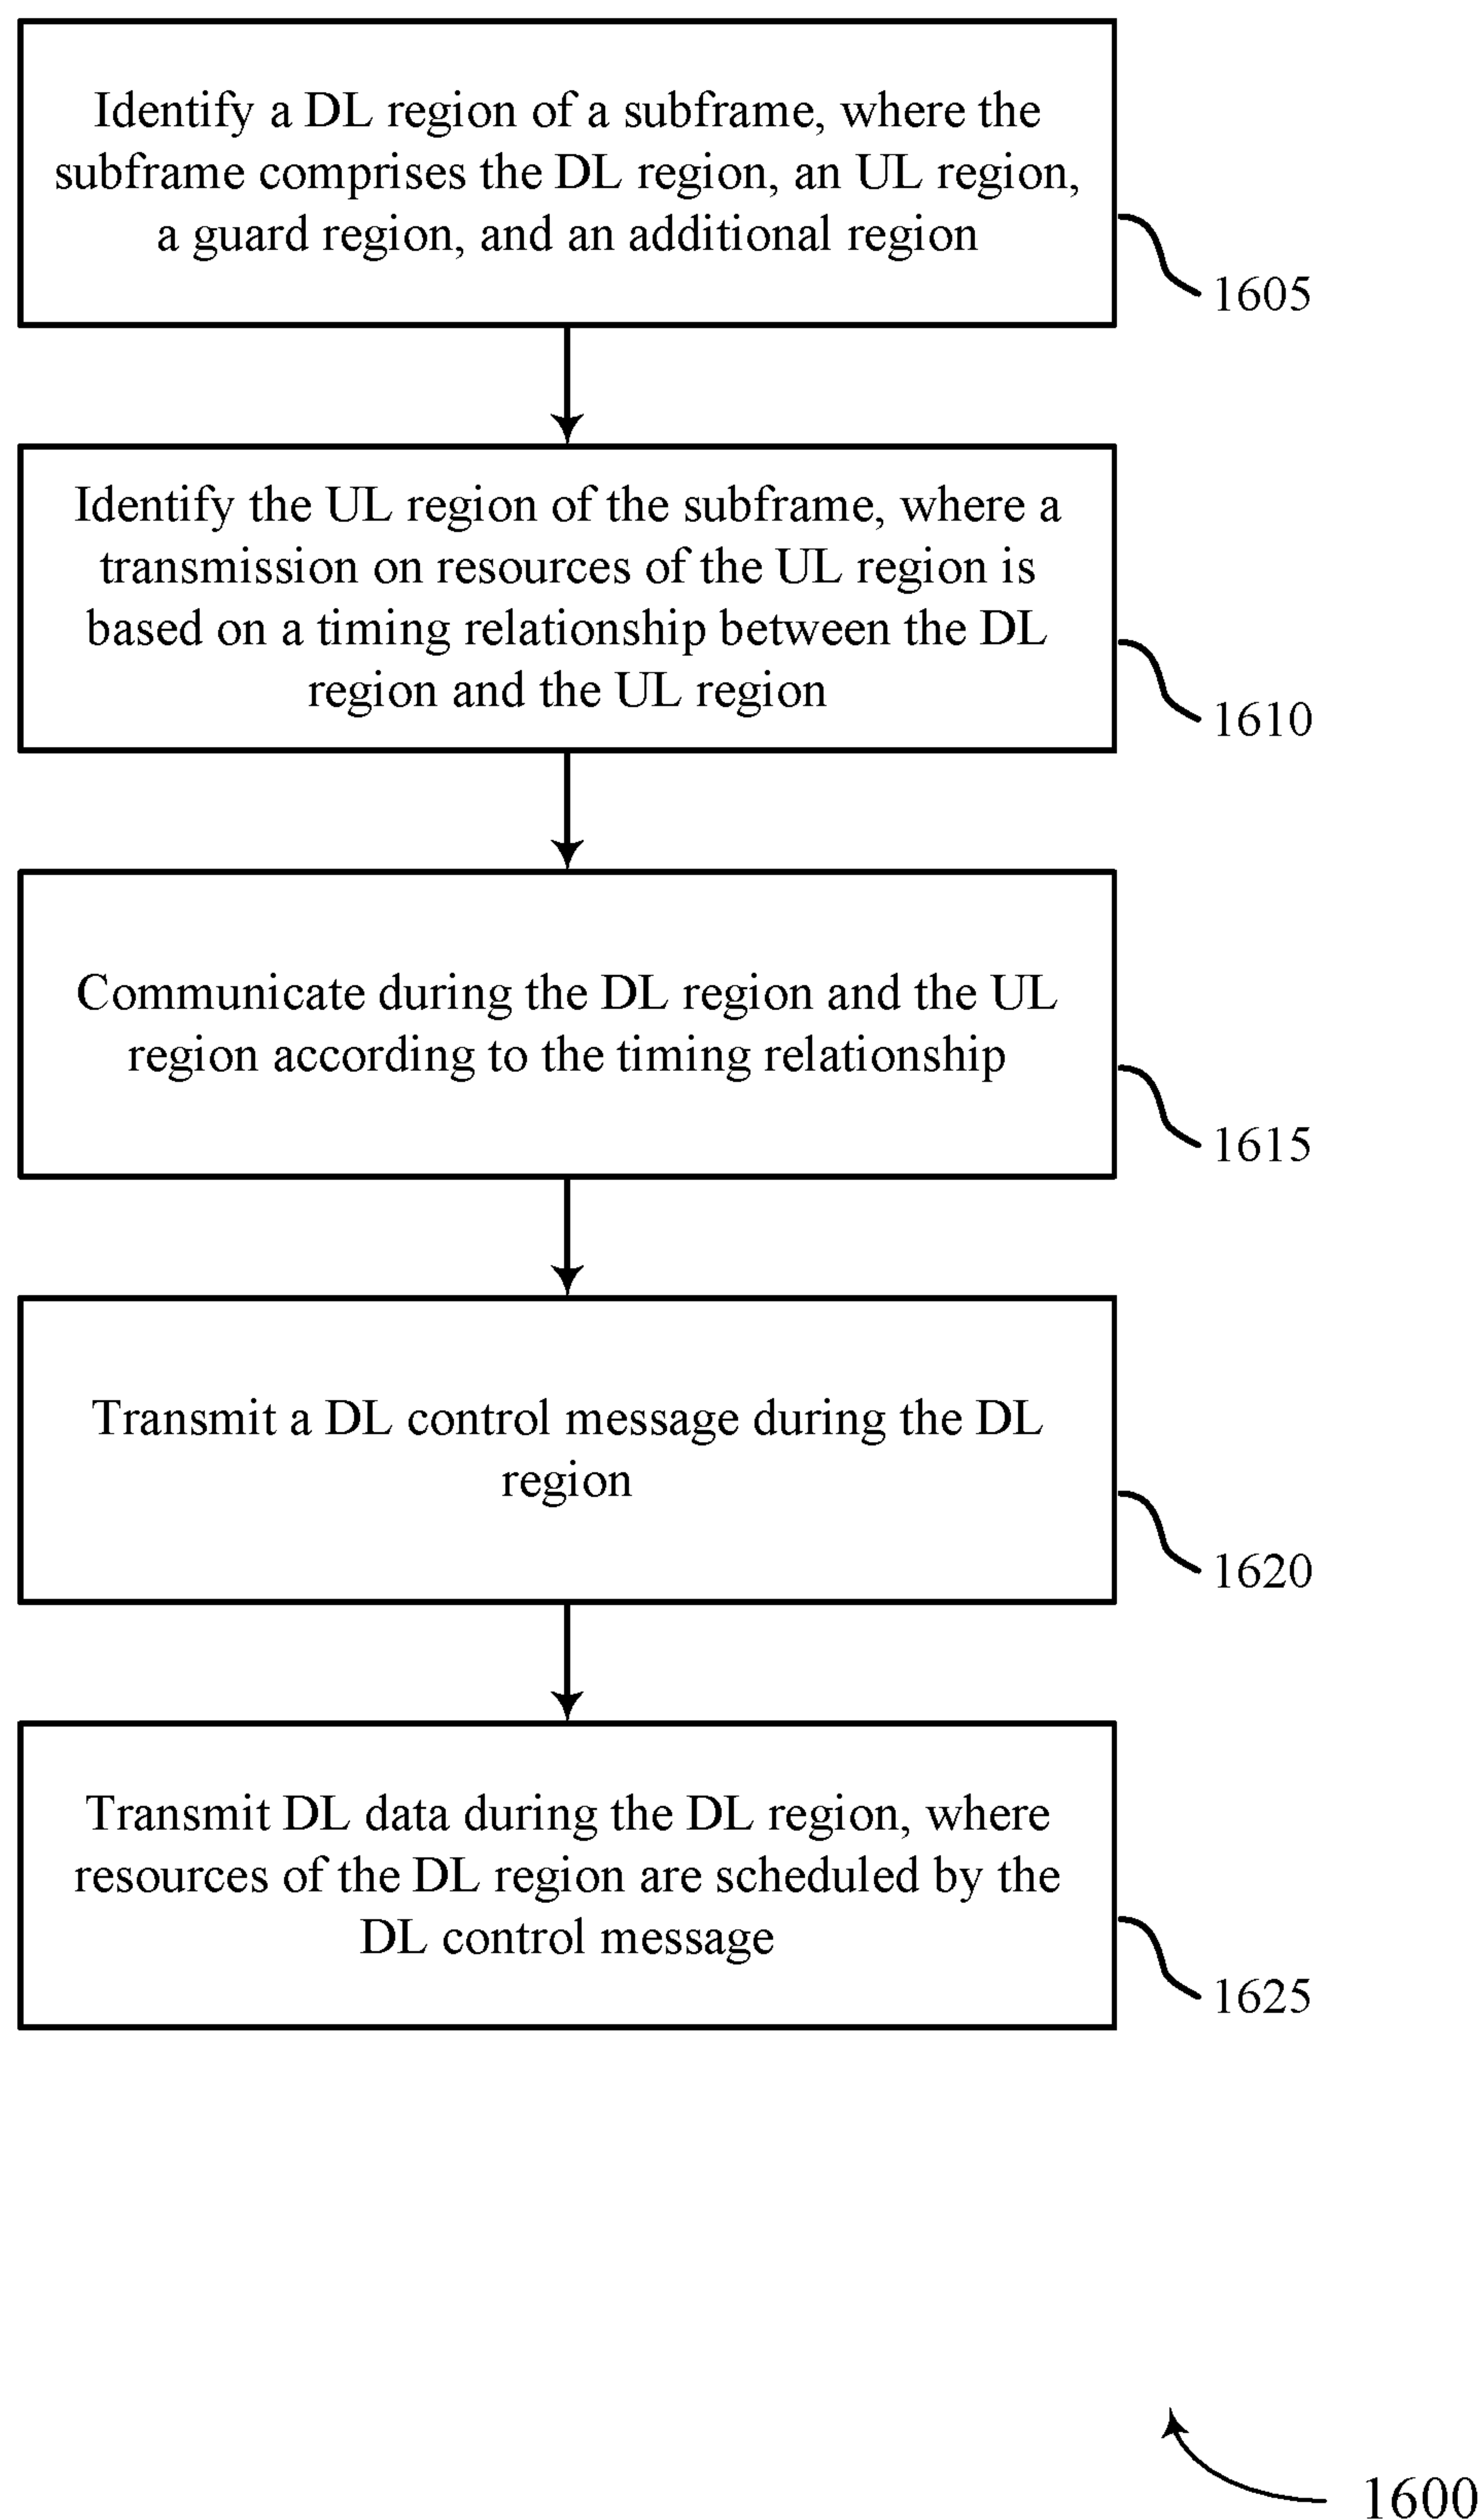 Identify a DL region of a subframe, where the
subframe comprises the DL region, an UL region,
a guard region, and an additional region
1605
Identify the UL region of the subframe, where a
transmission on resources of the UL region is
based on a timing relationship between the DL
region and the UL region
1610
Communicate during the DL region and the UL
region according to the timing relationship
1615
Transmit a DL control message during the DL
region
1620
Transmit DL data during the DL region, where
resources of the DL region are scheduled by the
DL control message
1625
1600